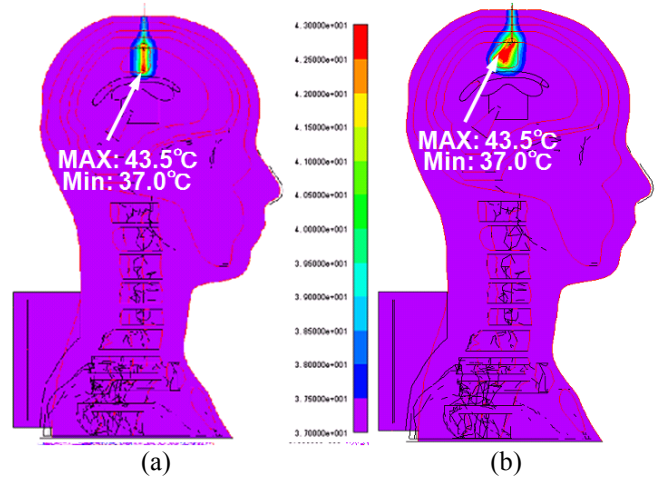 4.30000e+001
4.25000e+001
4.20000e+001
4.15000e+001
4.10000e+001
4.05000e+001
4.00000e+001
3.95000e+001
3.90000e+001
3.85000e+001
3.80000e+001
3.75000e+001
3.70000e+001
MAX: 43.5℃
Min: 37.0℃
MAX: 43.5℃
Min: 37.0℃
(a)
(b)